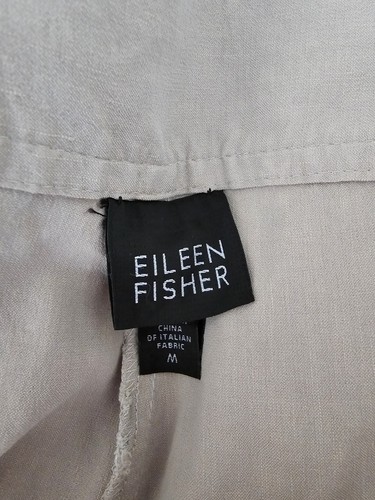 EILEEN
FISHER
CHINA
OF ITALIAN
FABRIC
M